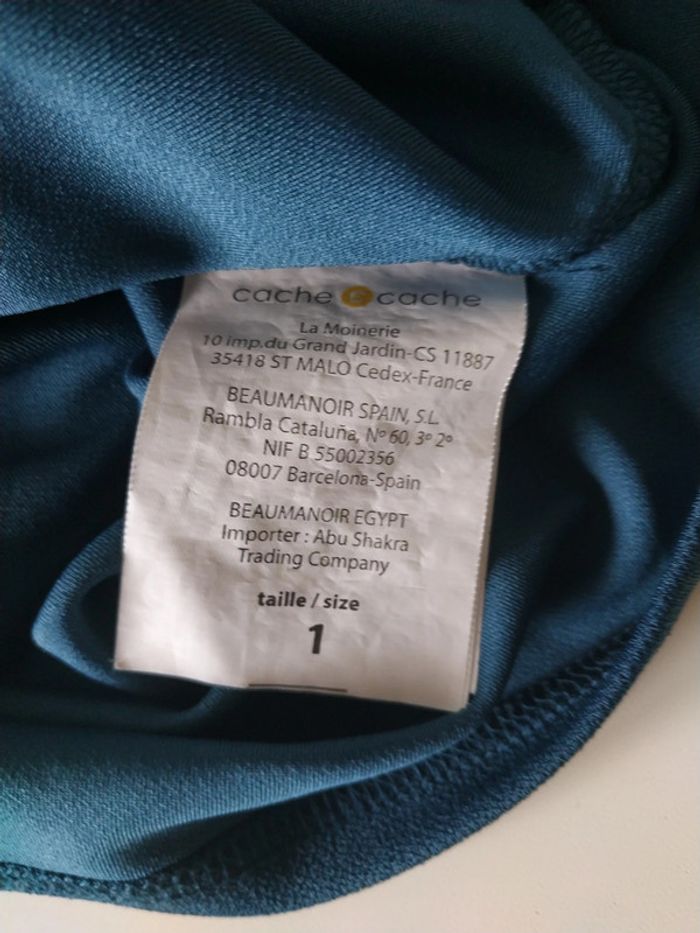 cache cache
La Moinerie
10 imp.du Grand Jardin-CS 11887
35418 ST MALO Cedex-France
BEAUMANOIR SPAIN, S.L.
Rambla Cataluña, Nº 60, 3º 2º
NIF B 55002356
08007 Barcelona-Spain
BEAUMANOIR EGYPT
Importer : Abu Shakra
Trading Company
taille / size
1